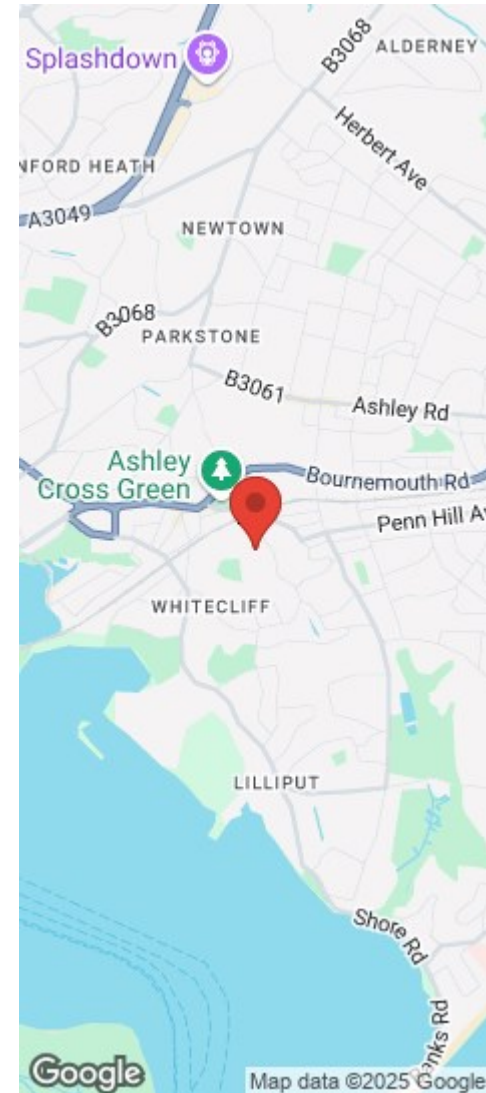 ALDERNEY
Splashdown
B3068
Herbert Ave
NFORD HEATH
A3049
NEWTOWN
B3068
PARKSTONE
B3061
Ashley Rd
Ashley
Cross Green
Bournemouth Rd
Penn Hill Av
WHITECLIFF
LILLIPUT
Shore Rd
Banks Rd
Google
Map data ©2025 Google